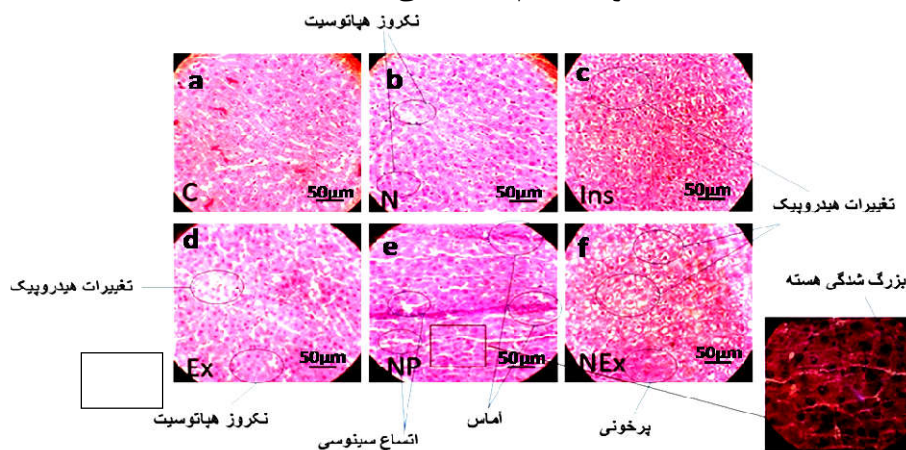 نکروز هپاتوسیت
a
b
c
C
50µm
N
50µm
Ins
50µm
تغییرات هیدروپیک
d
e
f
تغییرات هیدروپیک
بزرگ شدگی هسته
Ex
50µm
NP
50µm
NEx
50µm
نکروز هپاتوسیت
اتساع سینوسی
آماس
پرخونی